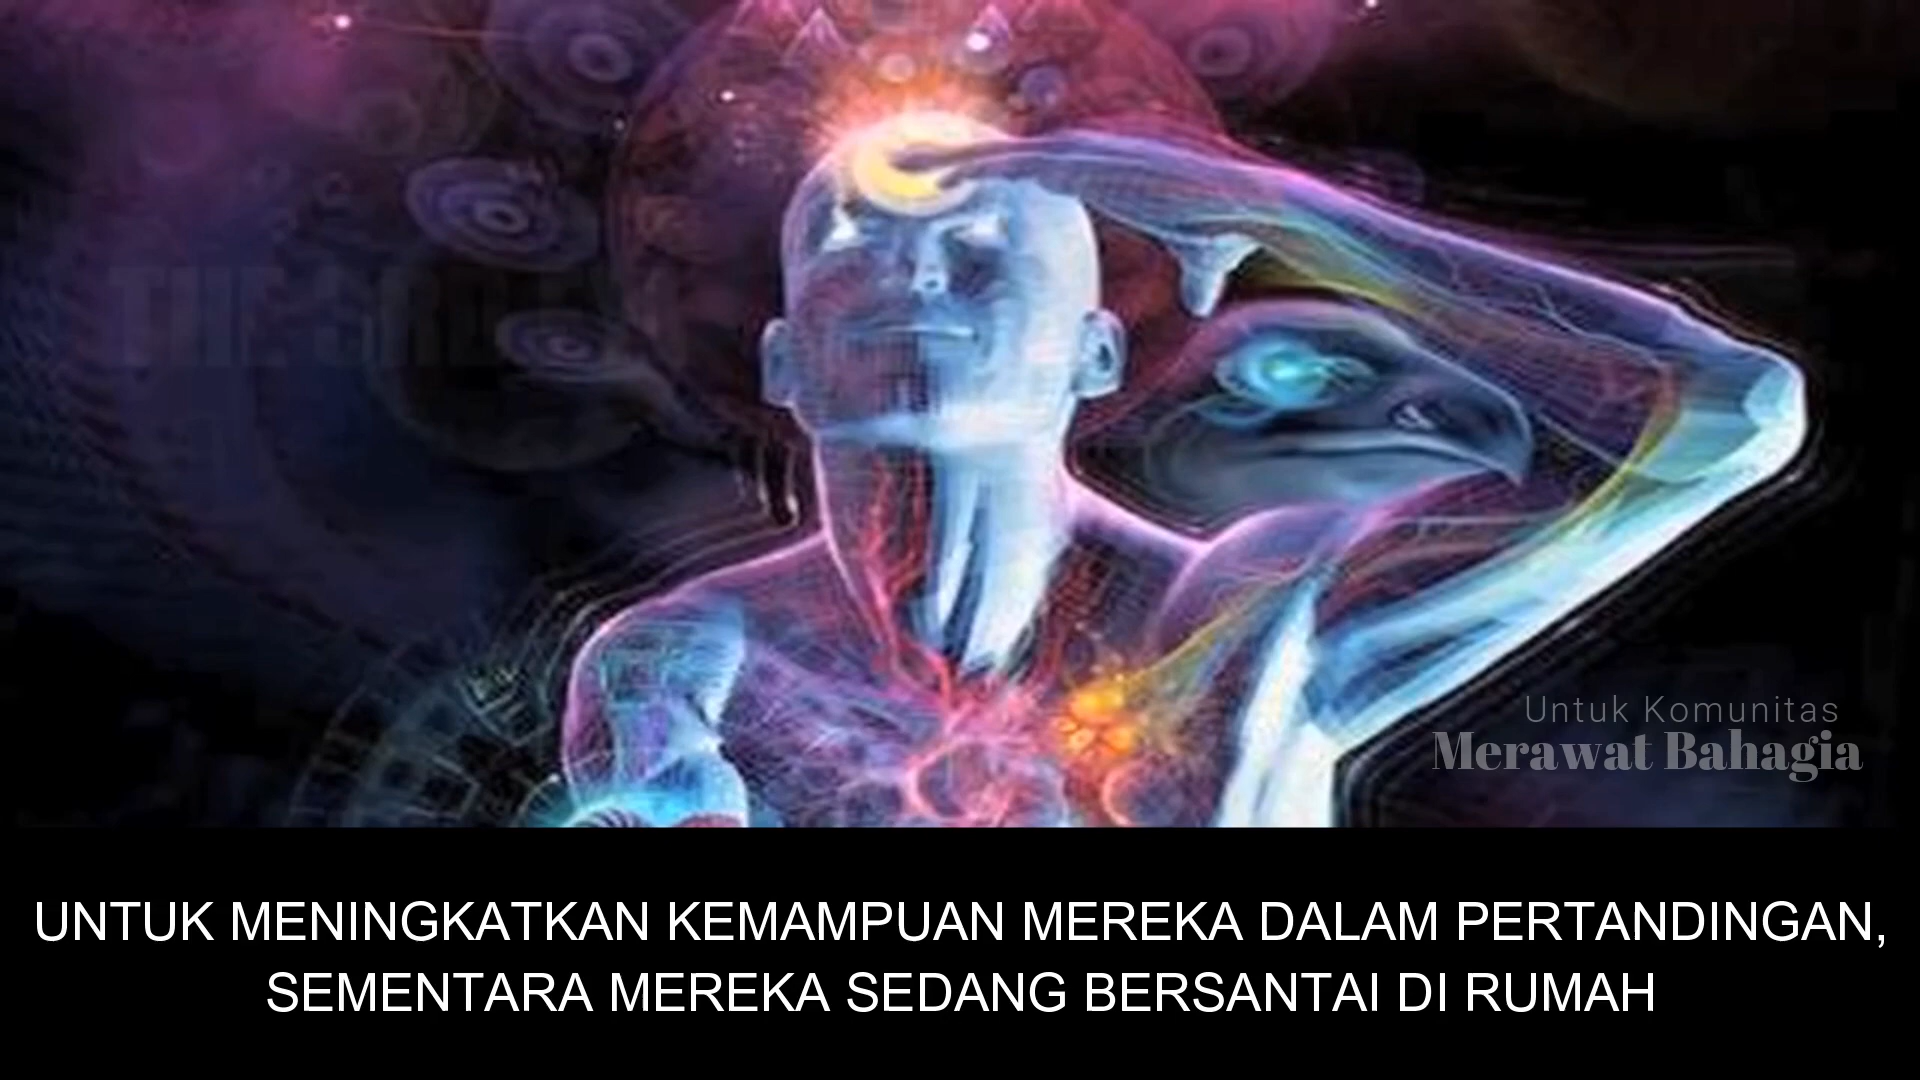 Untuk Komunitas
Merawat Bahagia
UNTUK MENINGKATKAN KEMAMPUAN MEREKA DALAM PERTANDINGAN,
SEMENTARA MEREKA SEDANG BERSANTAI DI RUMAH